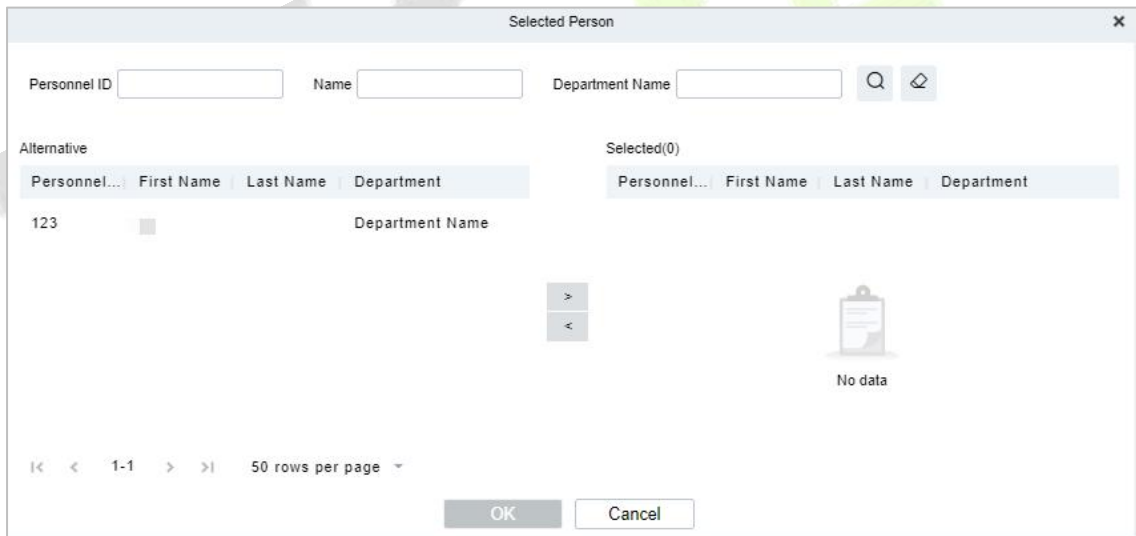 Selected Person
Personnel ID Name Department Name
Alternative Selected(0)
Personnel... First Name Last Name Department Personnel... First Name Last Name Department
123 Department Name
>
<
No data
|< < 1-1 > >| 50 rows per page
OK Cancel